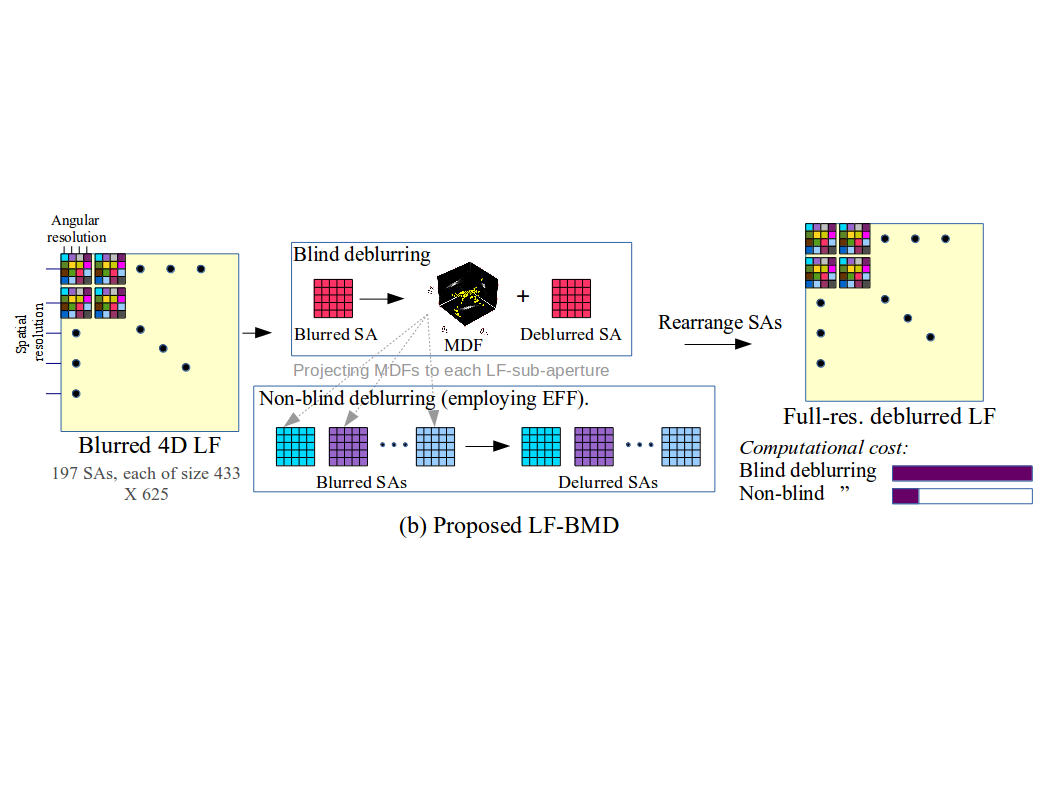 Angular
resolution
Spatial
resolution
Blurred 4D LF
197 SAs, each of size 433
X 625
Blind deblurring
Blurred SA
MDF
+
Deblurred SA
Projecting MDFs to each LF-sub-aperture
Non-blind deblurring (employing EFF).
Blurred SAs
Delurred SAs
(b) Proposed LF-BMD
Rearrange SAs
Full-res. deblurred LF
Computational cost:
Blind deblurring
Non-blind ”